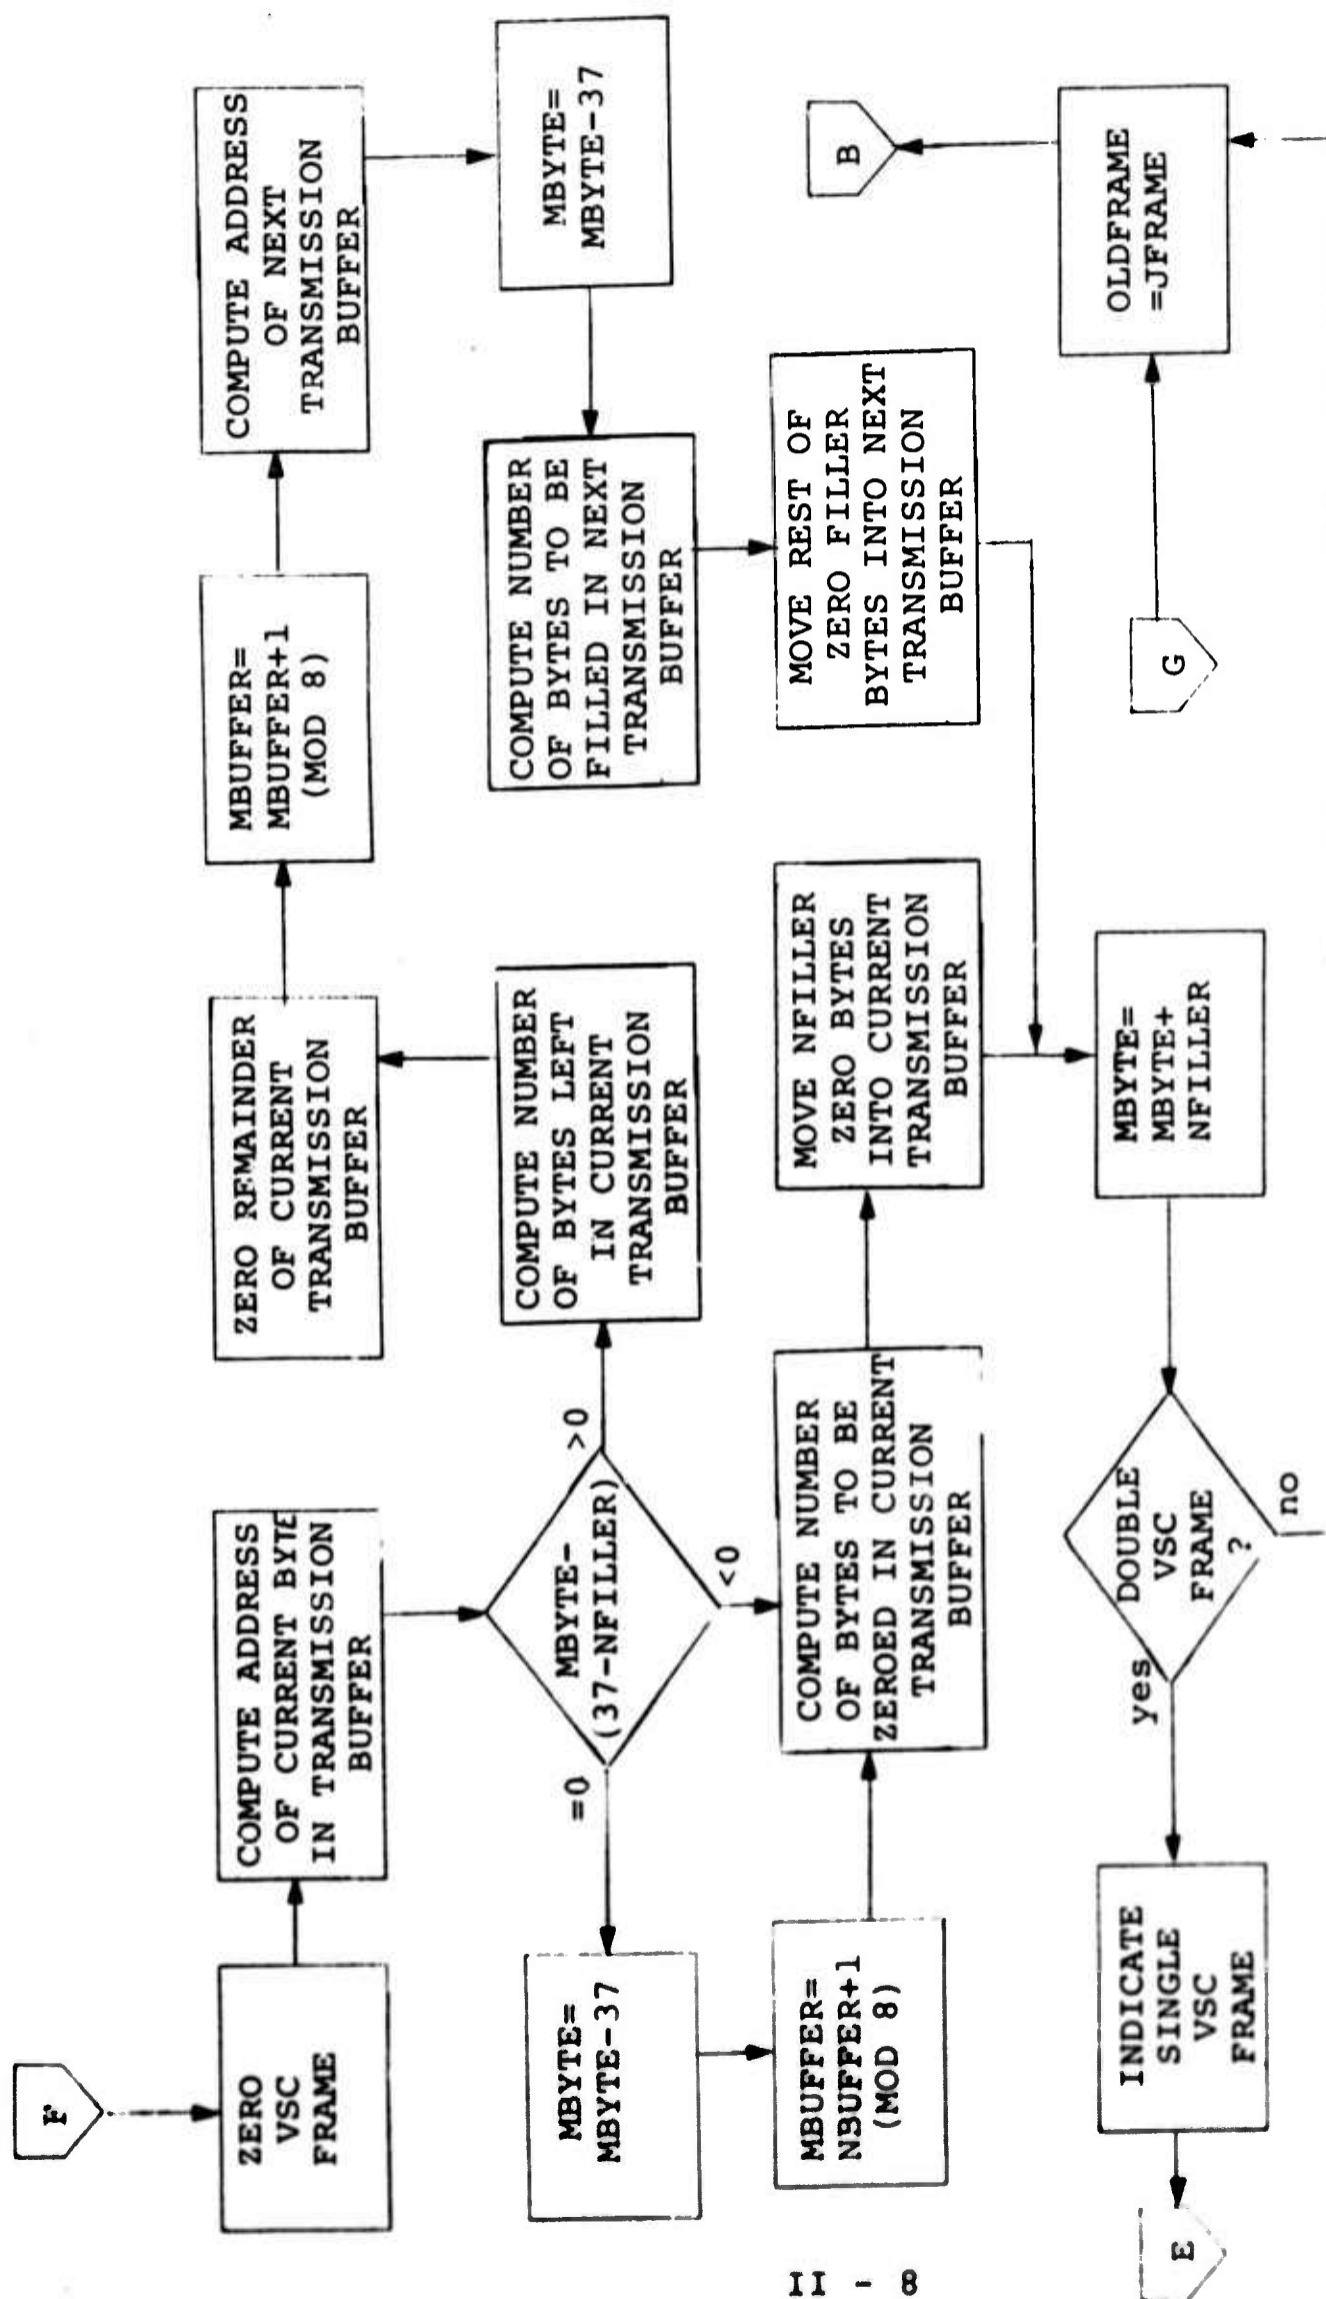 F
ZERO
VSC
FRAME
COMPUTE ADDRESS
OF CURRENT BYTE
IN TRANSMISSION
BUFFER
ZERO REMAINDER
OF CURRENT
TRANSMISSION
BUFFER
MBUFFER=
MBUFFER+1
(MOD 8)
COMPUTE ADDRESS
OF NEXT
TRANSMISSION
BUFFER
MBYTE=
MBYTE-37
=0
MBYTE-
(37-NFILLER)
>0
<0
COMPUTE NUMBER
OF BYTES LEFT
IN CURRENT
TRANSMISSION
BUFFER
COMPUTE NUMBER
OF BYTES TO BE
FILLED IN NEXT
TRANSMISSION
BUFFER
MBYTE=
MBYTE-37
MBUFFER=
NBUFFER+1
(MOD 8)
COMPUTE NUMBER
OF BYTES TO BE
ZEROED IN CURRENT
TRANSMISSION
BUFFER
MOVE NFILLER
ZERO BYTES
INTO CURRENT
TRANSMISSION
BUFFER
MOVE REST OF
ZERO FILLER
BYTES INTO NEXT
TRANSMISSION
BUFFER
B
E
INDICATE
SINGLE
VSC
FRAME
yes
DOUBLE
VSC
FRAME
?
no
MBYTE=
MBYTE+
NFILLER
G
OLDFRAME
=JFRAME
II - 8